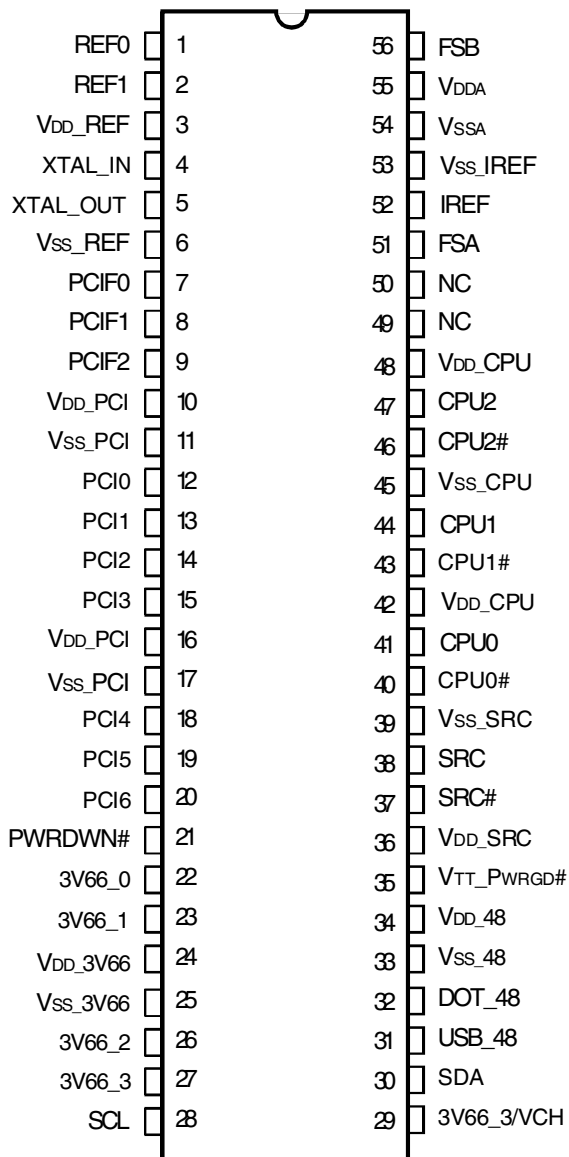 REF0 1 56 FSB
REF1 2 55 VDDA
VDD_REF 3 54 VSSA
XTAL_IN 4 53 VSS_IREF
XTAL_OUT 5 52 IREF
VSS_REF 6 51 FSA
PCIF0 7 50 NC
PCIF1 8 49 NC
PCIF2 9 48 VDD_CPU
VDD_PCI 10 47 CPU2
VSS_PCI 11 46 CPU2#
PCI0 12 45 VSS_CPU
PCI1 13 44 CPU1
PCI2 14 43 CPU1#
PCI3 15 42 VDD_CPU
VDD_PCI 16 41 CPU0
VSS_PCI 17 40 CPU0#
PCI4 18 39 VSS_SRC
PCI5 19 38 SRC
PCI6 20 37 SRC#
PWRDWN# 21 36 VDD_SRC
3V66_0 22 35 VTT_PWRGD#
3V66_1 23 34 VDD_48
VDD_3V66 24 33 VSS_48
VSS_3V66 25 32 DOT_48
3V66_2 26 31 USB_48
3V66_3 27 30 SDA
SCL 28 29 3V66_3/VCH